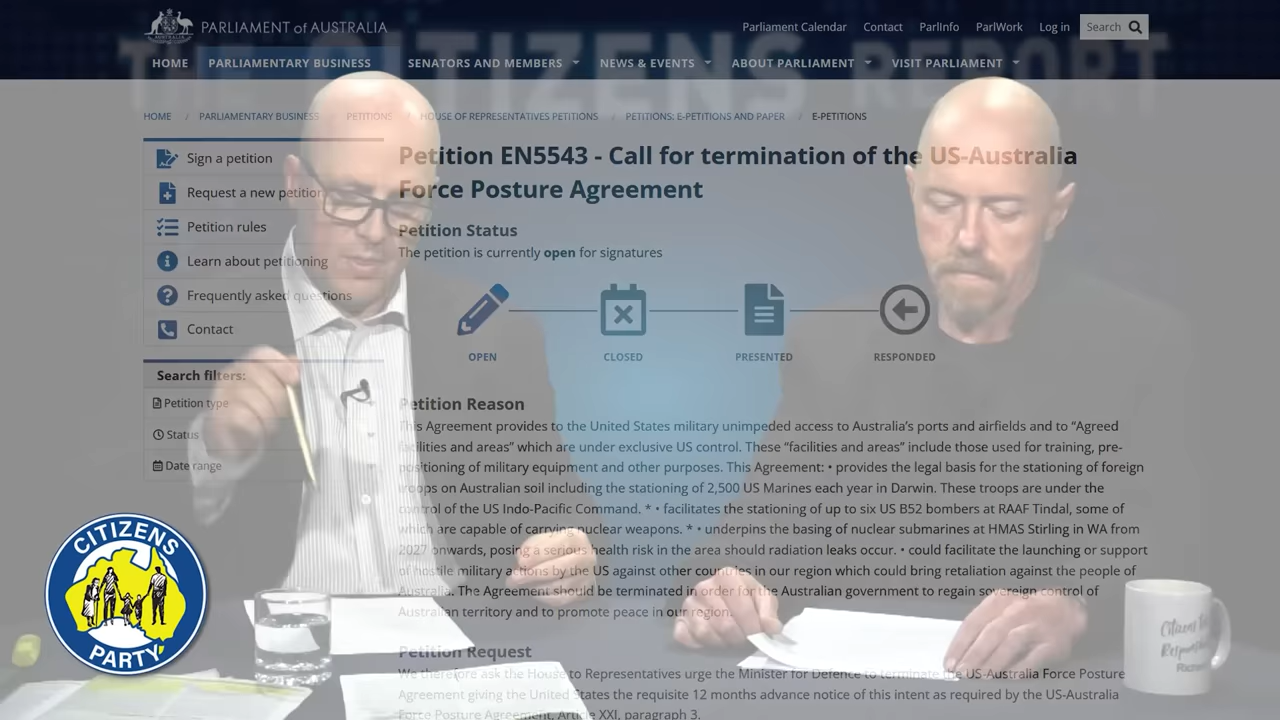 THE CITIZENS REPORT
PARLIAMENT of AUSTRALIA
Parliamentary Calendar Contact ParlInfo ParlWork Log in Search
HOME PARLIAMENTARY BUSINESS SENATORS AND MEMBERS NEWS & EVENTS ABOUT PARLIAMENT VISIT PARLIAMENT
HOME / PARLIAMENTARY BUSINESS / PETITIONS / HOUSE OF REPRESENTATIVES PETITIONS / PETITIONS: E-PETITIONS AND PAPER / E-PETITIONS
Sign a petition
Request a new petition
Petition rules
Learn about petitioning
Frequently asked questions
Contact
Search filters:
Petition type
Status
Date range
Petition EN5543 - Call for termination of the US-Australia
Force Posture Agreement
Petition Status
The petition is currently open for signatures
OPEN CLOSED PRESENTED RESPONDED
Petition Reason
This Agreement provides to the United States military unimpeded access to Australia's ports and airfields and to “Agreed
facilities and areas” which are under exclusive US control. These “facilities and areas” include those used for training, pre-
positioning of military equipment and other purposes. This Agreement: • provides the legal basis for the stationing of foreign
troops on Australian soil including the stationing of 2,500 US Marines each year in Darwin. These troops are under the
control of the US Indo-Pacific Command. * • facilitates the stationing of up to six US B52 bombers at RAAF Tindal, some of
which are capable of carrying nuclear weapons. * • underpins the basing of nuclear submarines at HMAS Stirling in WA from
2027 onwards, posing a serious health risk in the area should radiation leaks occur. • could facilitate the launching or support
of hostile military actions by the US against other countries in our region which could bring retaliation against the people of
Australia. The Agreement should be terminated in order for the Australian government to regain sovereign control of
Australian territory and to promote peace in our region.
Petition Request
We therefore ask the House to Representatives urge the Minister for Defence to terminate the US-Australia Force Posture
Agreement giving the United States the requisite 12 months advance notice of this intent as required by the US-Australia
Force Posture Agreement, Article XXI, paragraph 3.
CITIZENS
PARTY
Citizens
Respons
Richar